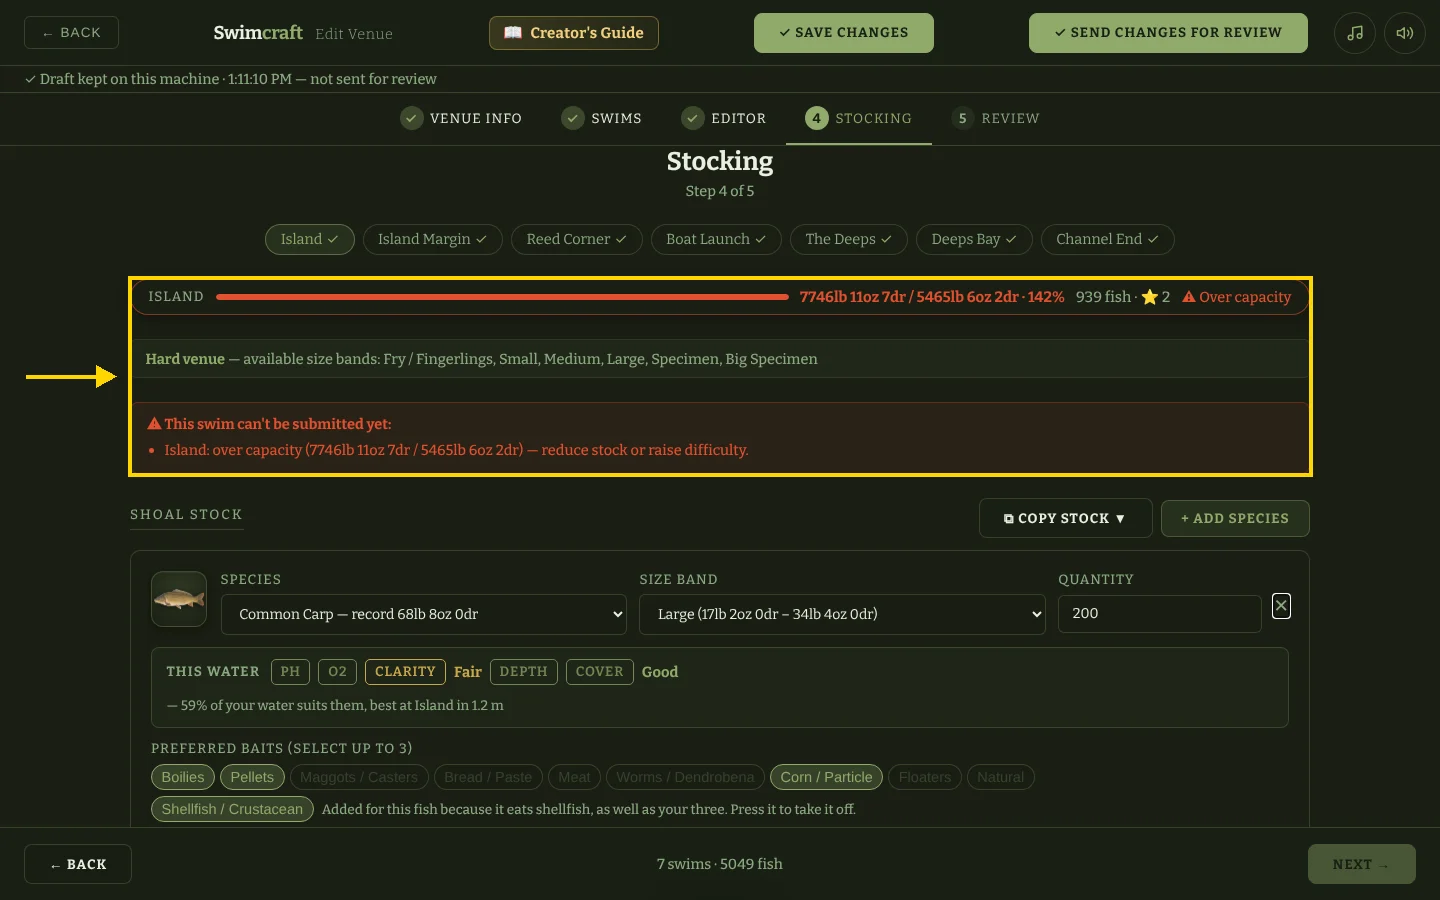 ← BACK
Swimcraft Edit Venue
📖 Creator's Guide
✓ SAVE CHANGES
✓ SEND CHANGES FOR REVIEW
✓ Draft kept on this machine · 1:11:10 PM — not sent for review
✓ VENUE INFO
✓ SWIMS
✓ EDITOR
4 STOCKING
5 REVIEW
Stocking
Step 4 of 5
Island ✓
Island Margin ✓
Reed Corner ✓
Boat Launch ✓
The Deeps ✓
Deeps Bay ✓
Channel End ✓
ISLAND 7746lb 11oz 7dr / 5465lb 6oz 2dr · 142% 939 fish · ⭐ 2 ⚠ Over capacity
Hard venue — available size bands: Fry / Fingerlings, Small, Medium, Large, Specimen, Big Specimen
⚠ This swim can't be submitted yet:
• Island: over capacity (7746lb 11oz 7dr / 5465lb 6oz 2dr) — reduce stock or raise difficulty.
SHOAL STOCK
⧉ COPY STOCK ▼
+ ADD SPECIES
SPECIES
SIZE BAND
QUANTITY
Common Carp — record 68lb 8oz 0dr
Large (17lb 2oz 0dr – 34lb 4oz 0dr)
200
✕
THIS WATER PH O2 CLARITY Fair DEPTH COVER Good
— 59% of your water suits them, best at Island in 1.2 m
PREFERRED BAITS (SELECT UP TO 3)
Boilies Pellets Maggots / Casters Bread / Paste Meat Worms / Dendrobena Corn / Particle Floaters Natural
Shellfish / Crustacean Added for this fish because it eats shellfish, as well as your three. Press it to take it off.
← BACK
7 swims · 5049 fish
NEXT →